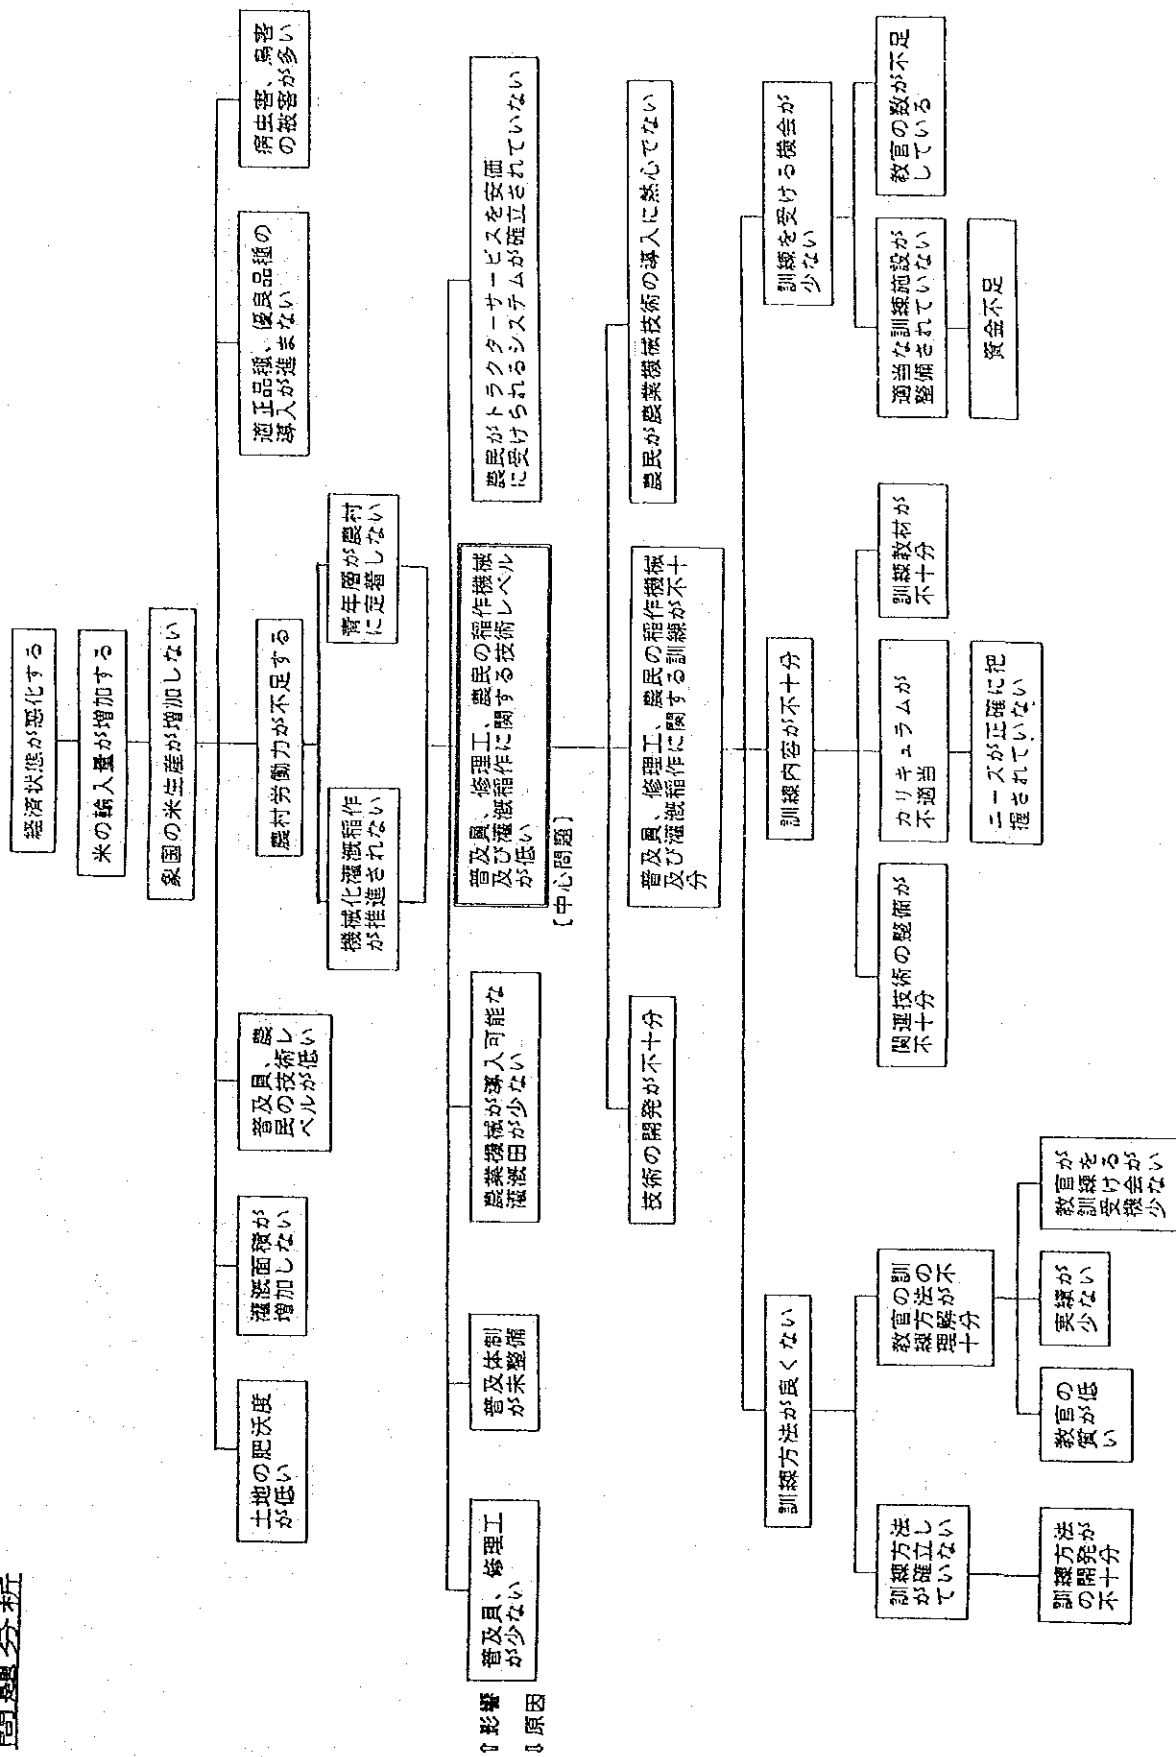 問題分析
経済状態が悪化する
米の輸入量が増加する
象国の米生産が増加しない
土地の肥沃度
が低い
灌漑面積が
増加しない
普及員、農
民の技術レ
ベルが低い
農村労働力が不足する
適正品種、優良品種の
導入が進まない
病虫害、鳥害
の被害が多い
機械化灌漑稲作
が推進されない
青年層が農村
に定着しない
⇧影響
⇩原因
普及員、修理工
が少ない
普及体制
が未整備
農業機械が導入可能な
灌漑田が少ない
普及員、修理工、農民の稲作機械
及び灌漑稲作に関する技術レベル
が低い
【中心問題】
農民がトラクターサービスを安価
に受けられるシステムが確立されていない
技術の開発が不十分
普及員、修理工、農民の稲作機械
及び灌漑稲作に関する訓練が不十
分
農民が農業機械技術の導入に熱心でない
訓練方法が良くない
訓練内容が不十分
訓練を受ける機会が
少ない
訓練方法
が確立し
ていない
教官の訓
練方法の
理解が不
十分
関連技術の整備が
不十分
カリキュラムが
不適当
訓練教材が
不十分
適当な訓練施設が
整備されていない
教官の数が不足
している
訓練方法
の開発が
不十分
教官の
質が低
い
実績が
少ない
教官が
訓練を
受ける
機会が
少ない
ニーズが正確に把
握されていない
資金不足